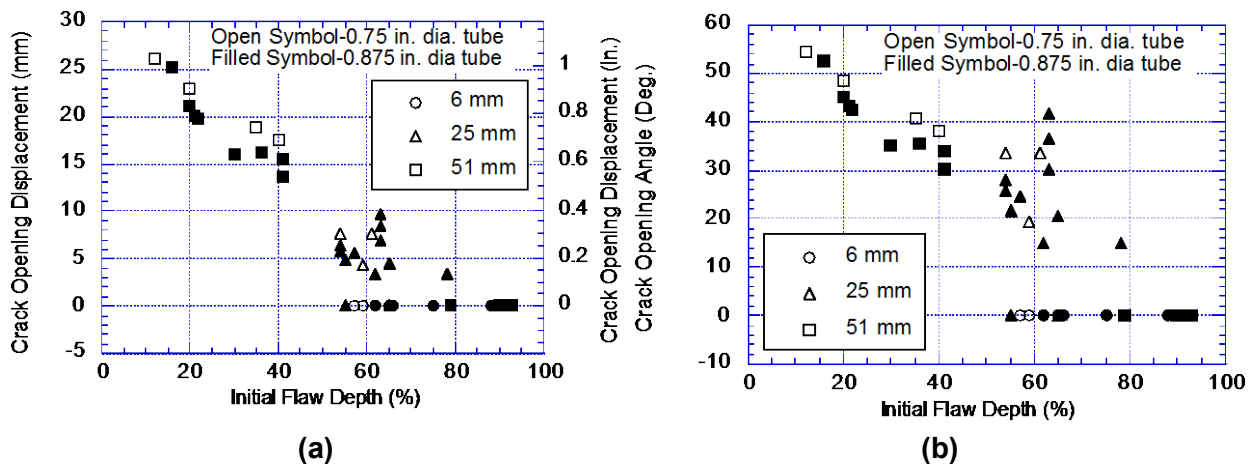 30
25
20
15
10
5
0
-5
Crack Opening Displacement (mm)
Open Symbol-0.75 in. dia. tube
Filled Symbol-0.875 in. dia tube
6 mm
25 mm
51 mm
1
0.8
0.6
0.4
0.2
0
Crack Opening Displacement (In.)
0 20 40 60 80 100
Initial Flaw Depth (%)
(a)
60
50
40
30
20
10
0
-10
Crack Opening Angle (Deg.)
Open Symbol-0.75 in. dia. tube
Filled Symbol-0.875 in. dia tube
6 mm
25 mm
51 mm
0 20 40 60 80 100
Initial Flaw Depth (%)
(b)